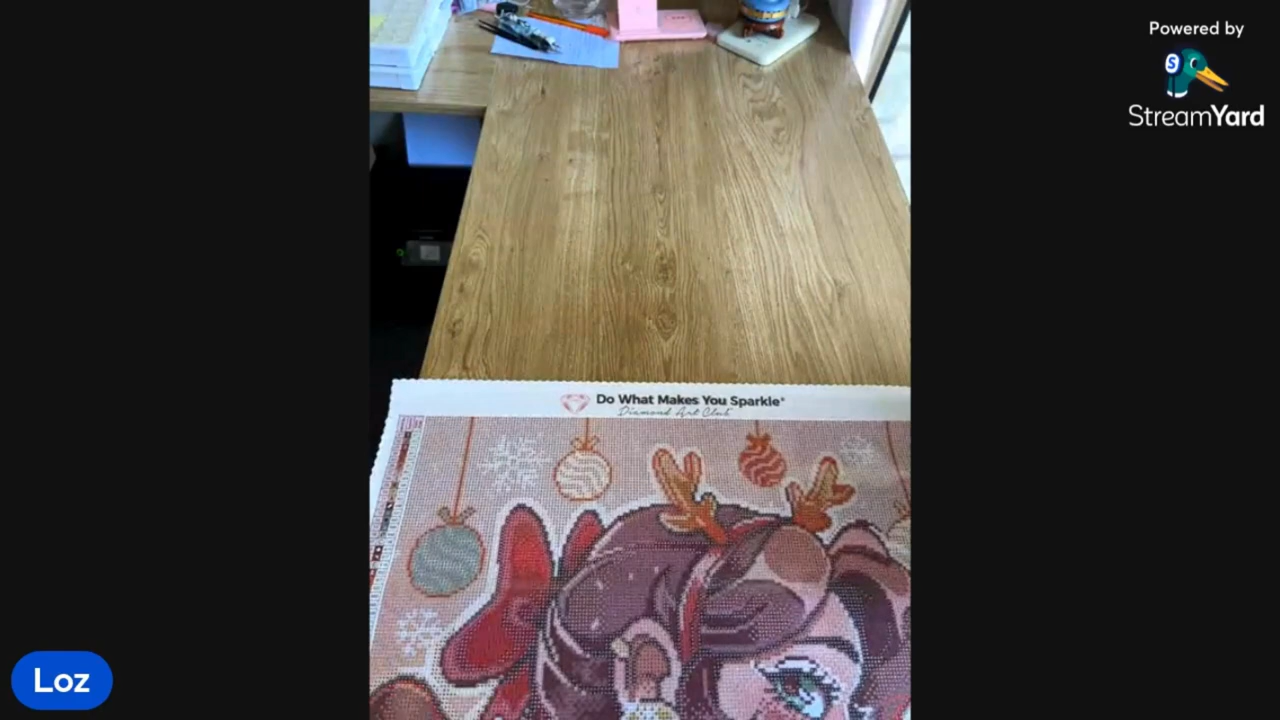 Powered by
StreamYard
Do What Makes You Sparkle®
Diamond Art Club
Loz